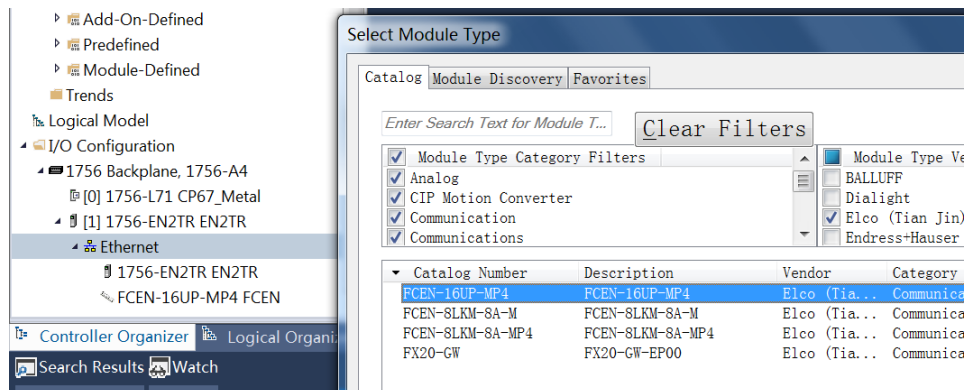 Add-On-Defined
Predefined
Module-Defined
Trends
Logical Model
I/O Configuration
1756 Backplane, 1756-A4
[0] 1756-L71 CP67_Metal
[1] 1756-EN2TR EN2TR
Ethernet
1756-EN2TR EN2TR
FCEN-16UP-MP4 FCEN
Controller Organizer Logical Organi
Search Results Watch
Select Module Type
Catalog Module Discovery Favorites
Enter Search Text for Module T... Clear Filters
Module Type Category Filters Module Type Ve
Analog BALLUFF
CIP Motion Converter Dialight
Communication Elco (Tian Jin)
Communications Endress+Hauser
Catalog Number Description Vendor Category
FCEN-16UP-MP4 FCEN-16UP-MP4 Elco (Tia... Communica
FCEN-8LKM-8A-M FCEN-8LKM-8A-M Elco (Tia... Communica
FCEN-8LKM-8A-MP4 FCEN-8LKM-8A-MP4 Elco (Tia... Communica
FX20-GW FX20-GW-EP00 Elco (Tia... Communica